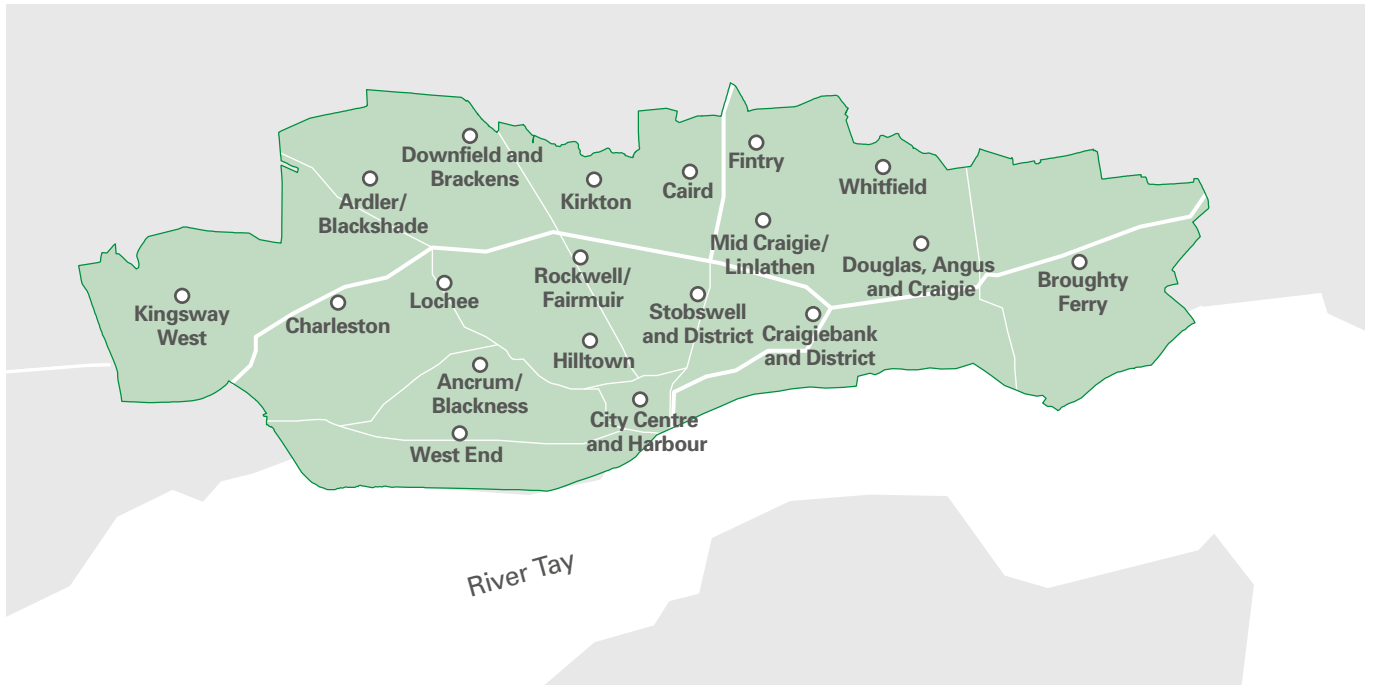 Downfield and
Brackens
Fintry
Whitfield
Caird
Kirkton
Ardler/
Blackshade
Mid Craigie/
Linlathen
Douglas, Angus
and Craigie
Broughty
Ferry
Rockwell/
Fairmuir
Lochee
Kingsway
West
Charleston
Stobswell
and District
Craigiebank
and District
Hilltown
Ancrum/
Blackness
City Centre
and Harbour
West End
River Tay